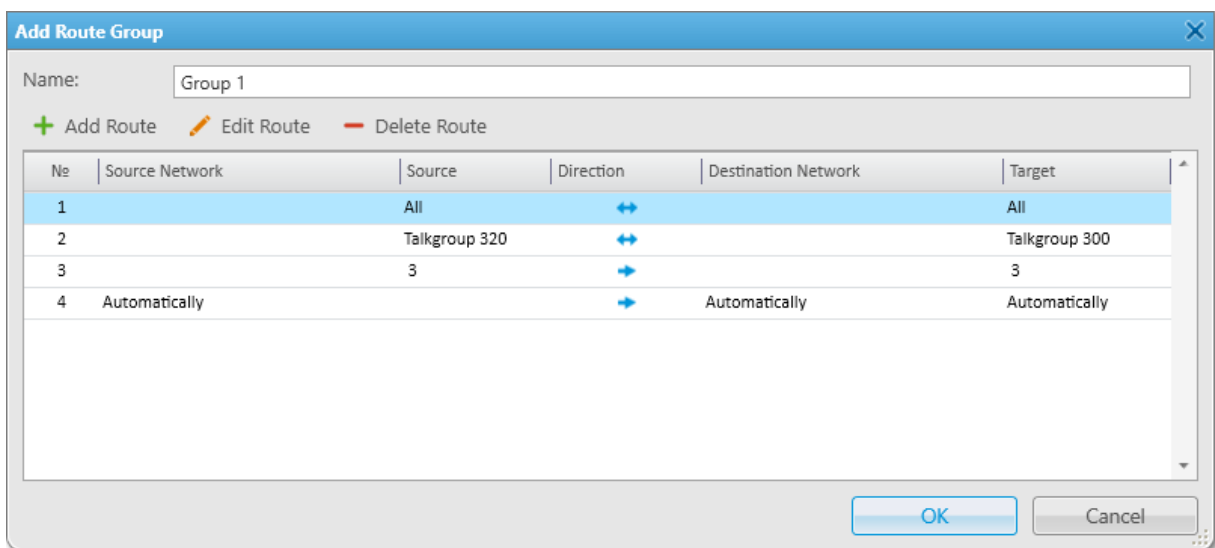 Add Route Group
Name: Group 1
Add Route Edit Route Delete Route
№ Source Network Source Direction Destination Network Target
1 All All
2 Talkgroup 320 Talkgroup 300
3 3 3
4 Automatically Automatically Automatically
OK Cancel